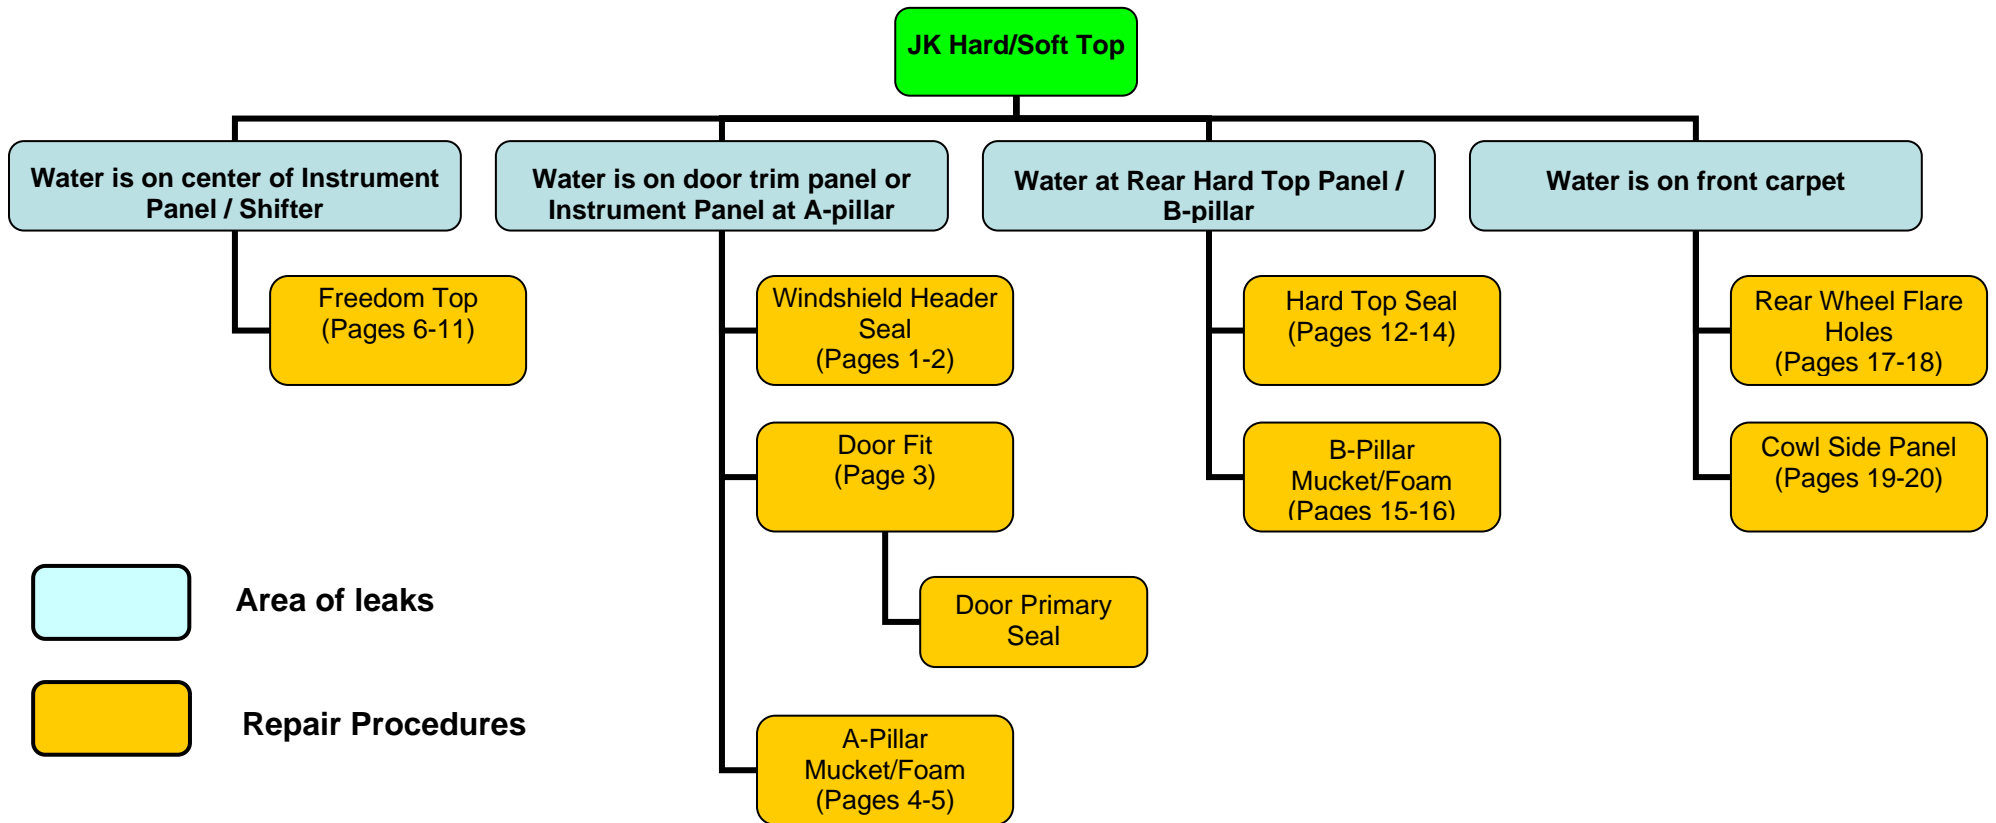 JK Hard/Soft Top
Water is on center of Instrument
Panel / Shifter
Water is on door trim panel or
Instrument Panel at A-pillar
Water at Rear Hard Top Panel /
B-pillar
Water is on front carpet
Freedom Top
(Pages 6-11)
Windshield Header
Seal
(Pages 1-2)
Hard Top Seal
(Pages 12-14)
Rear Wheel Flare
Holes
(Pages 17-18)
Door Fit
(Page 3)
B-Pillar
Mucket/Foam
(Pages 15-16)
Cowl Side Panel
(Pages 19-20)
Door Primary
Seal
A-Pillar
Mucket/Foam
(Pages 4-5)
Area of leaks
Repair Procedures